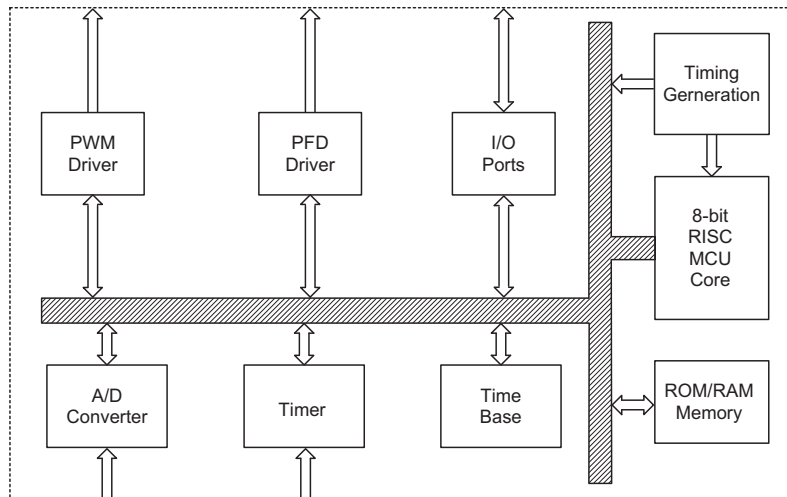 PWM
Driver
PFD
Driver
I/O
Ports
Timing
Gerneration
8-bit
RISC
MCU
Core
A/D
Converter
Timer
Time
Base
ROM/RAM
Memory